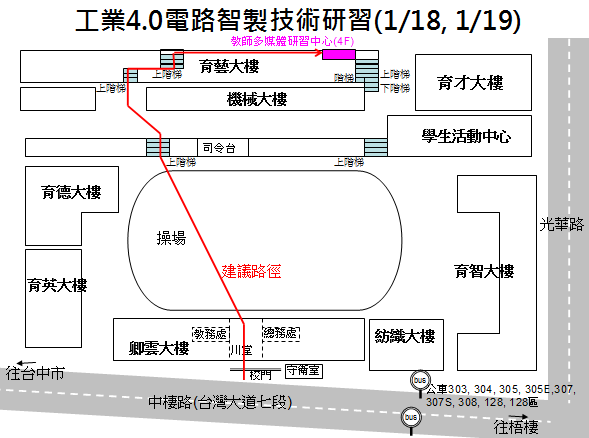 工業4.0電路智製技術研習(1/18, 1/19)
教師多媒體研習中心(4F)
上階梯
育藝大樓
階梯
上階梯
下階梯
育才大樓
上階梯
機械大樓
學生活動中心
司令台
上階梯
上階梯
育德大樓
操場
光華路
建議路徑
育智大樓
育英大樓
教務處
總務處
川堂
卿雲大樓
紡織大樓
往台中市
校門
守衛室
BUS
公車303, 304, 305, 305E,307,
307S, 308, 128, 128區
中棲路(台灣大道七段)
BUS
往梧棲